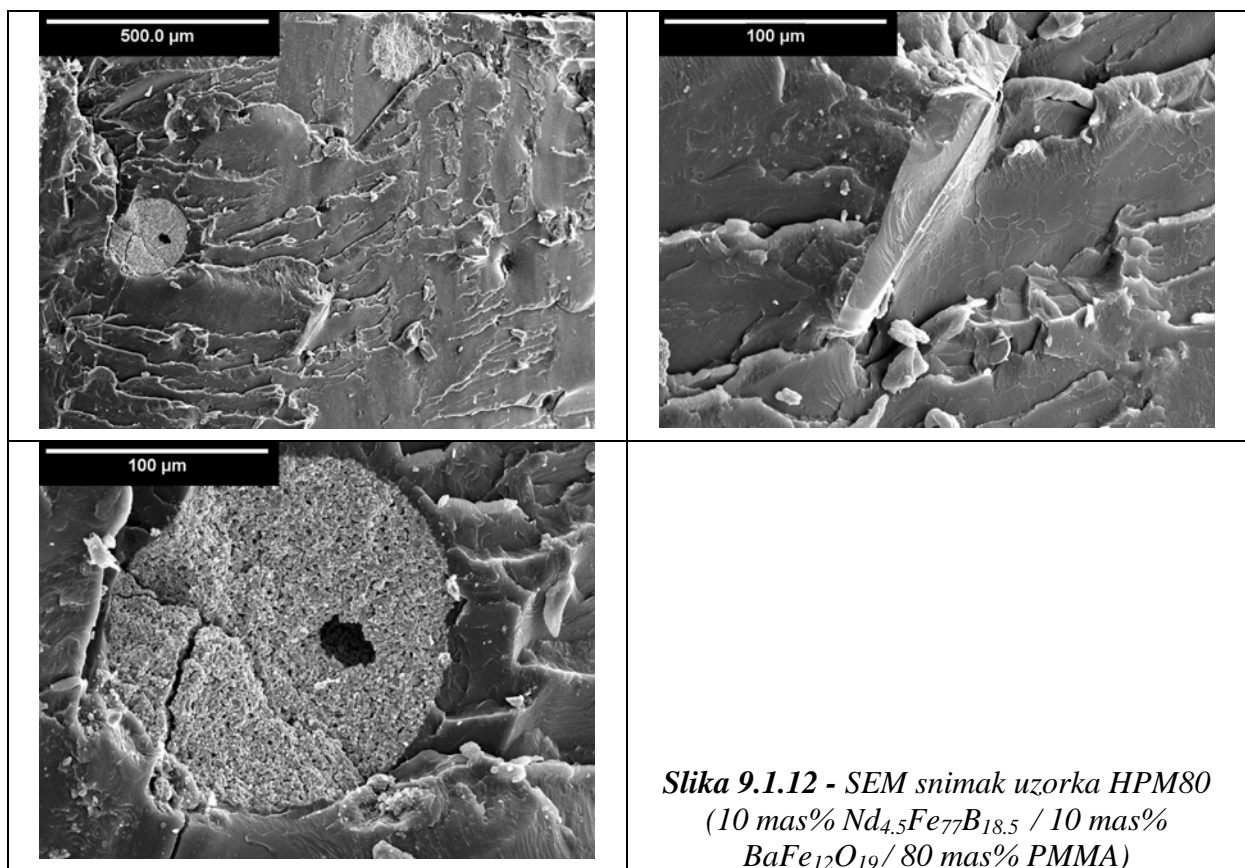 500.0 µm
100 µm
100 µm
Slika 9.1.12 - SEM snimak uzorka HPM80
(10 mas% Nd₄.₅Fe₇₇B₁₈.₅ / 10 mas%
BaFe₁₂O₁₉/ 80 mas% PMMA)